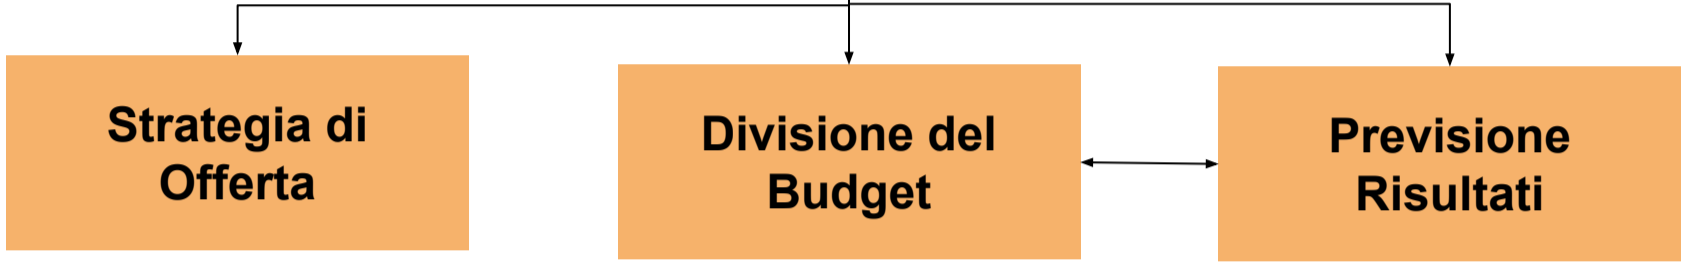 Strategia di
Offerta
Divisione del
Budget
Previsione
Risultati